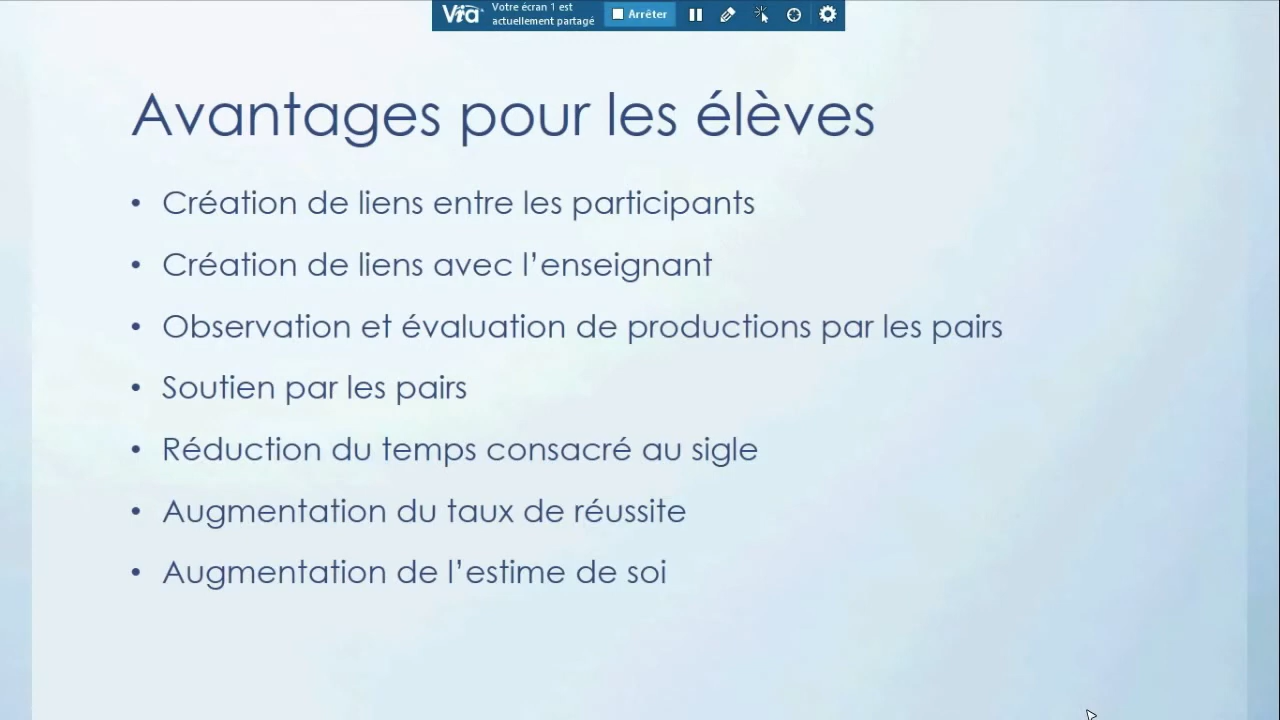 Via
Votre écran 1 est
actuellement partagé
Arrêter
Avantages pour les élèves
• Création de liens entre les participants
• Création de liens avec l’enseignant
• Observation et évaluation de productions par les pairs
• Soutien par les pairs
• Réduction du temps consacré au sigle
• Augmentation du taux de réussite
• Augmentation de l’estime de soi